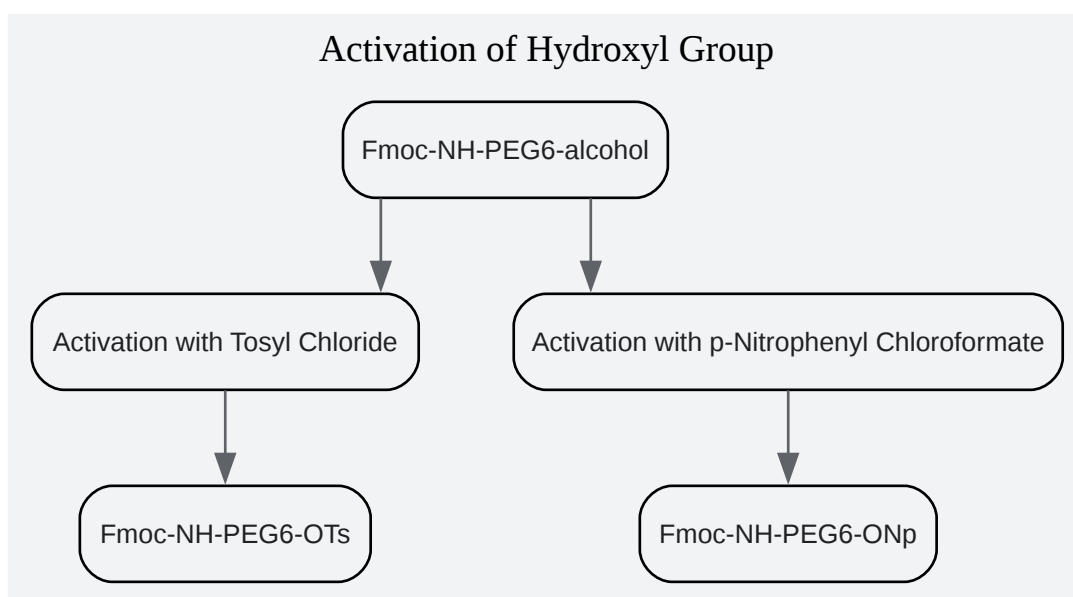 Activation of Hydroxyl Group
Fmoc-NH-PEG6-alcohol
Activation with Tosyl Chloride
Activation with p-Nitrophenyl Chloroformate
Fmoc-NH-PEG6-OTs
Fmoc-NH-PEG6-ONp